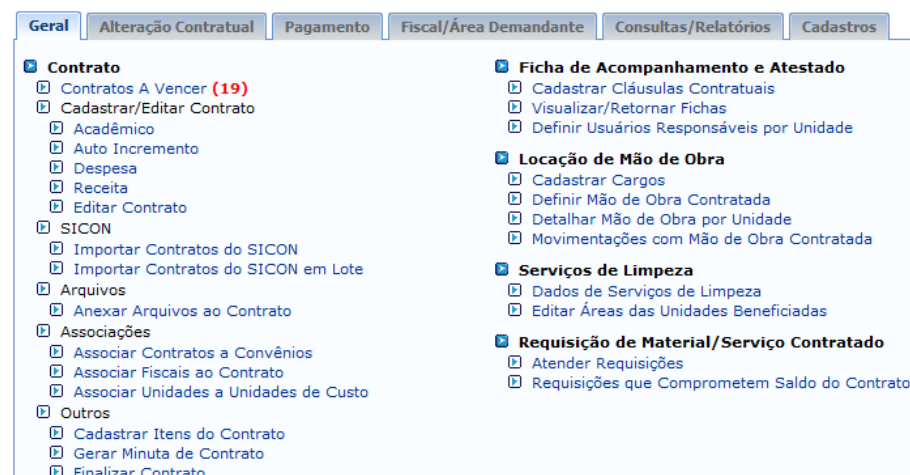 Geral Alteração Contratual Pagamento Fiscal/Área Demandante Consultas/Relatórios Cadastros
Contrato
Contratos A Vencer (19)
Cadastrar/Editar Contrato
Acadêmico
Auto Incremento
Despesa
Receita
Editar Contrato
SICON
Importar Contratos do SICON
Importar Contratos do SICON em Lote
Arquivos
Anexar Arquivos ao Contrato
Associações
Associar Contratos a Convênios
Associar Fiscais ao Contrato
Associar Unidades a Unidades de Custo
Outros
Cadastrar Itens do Contrato
Gerar Minuta de Contrato
Finalizar Contrato
Ficha de Acompanhamento e Atestado
Cadastrar Cláusulas Contratuais
Visualizar/Retornar Fichas
Definir Usuários Responsáveis por Unidade
Locação de Mão de Obra
Cadastrar Cargos
Definir Mão de Obra Contratada
Detalhar Mão de Obra por Unidade
Movimentações com Mão de Obra Contratada
Serviços de Limpeza
Dados de Serviços de Limpeza
Editar Áreas das Unidades Beneficiadas
Requisição de Material/Serviço Contratado
Atender Requisições
Requisições que Comprometem Saldo do Contrato